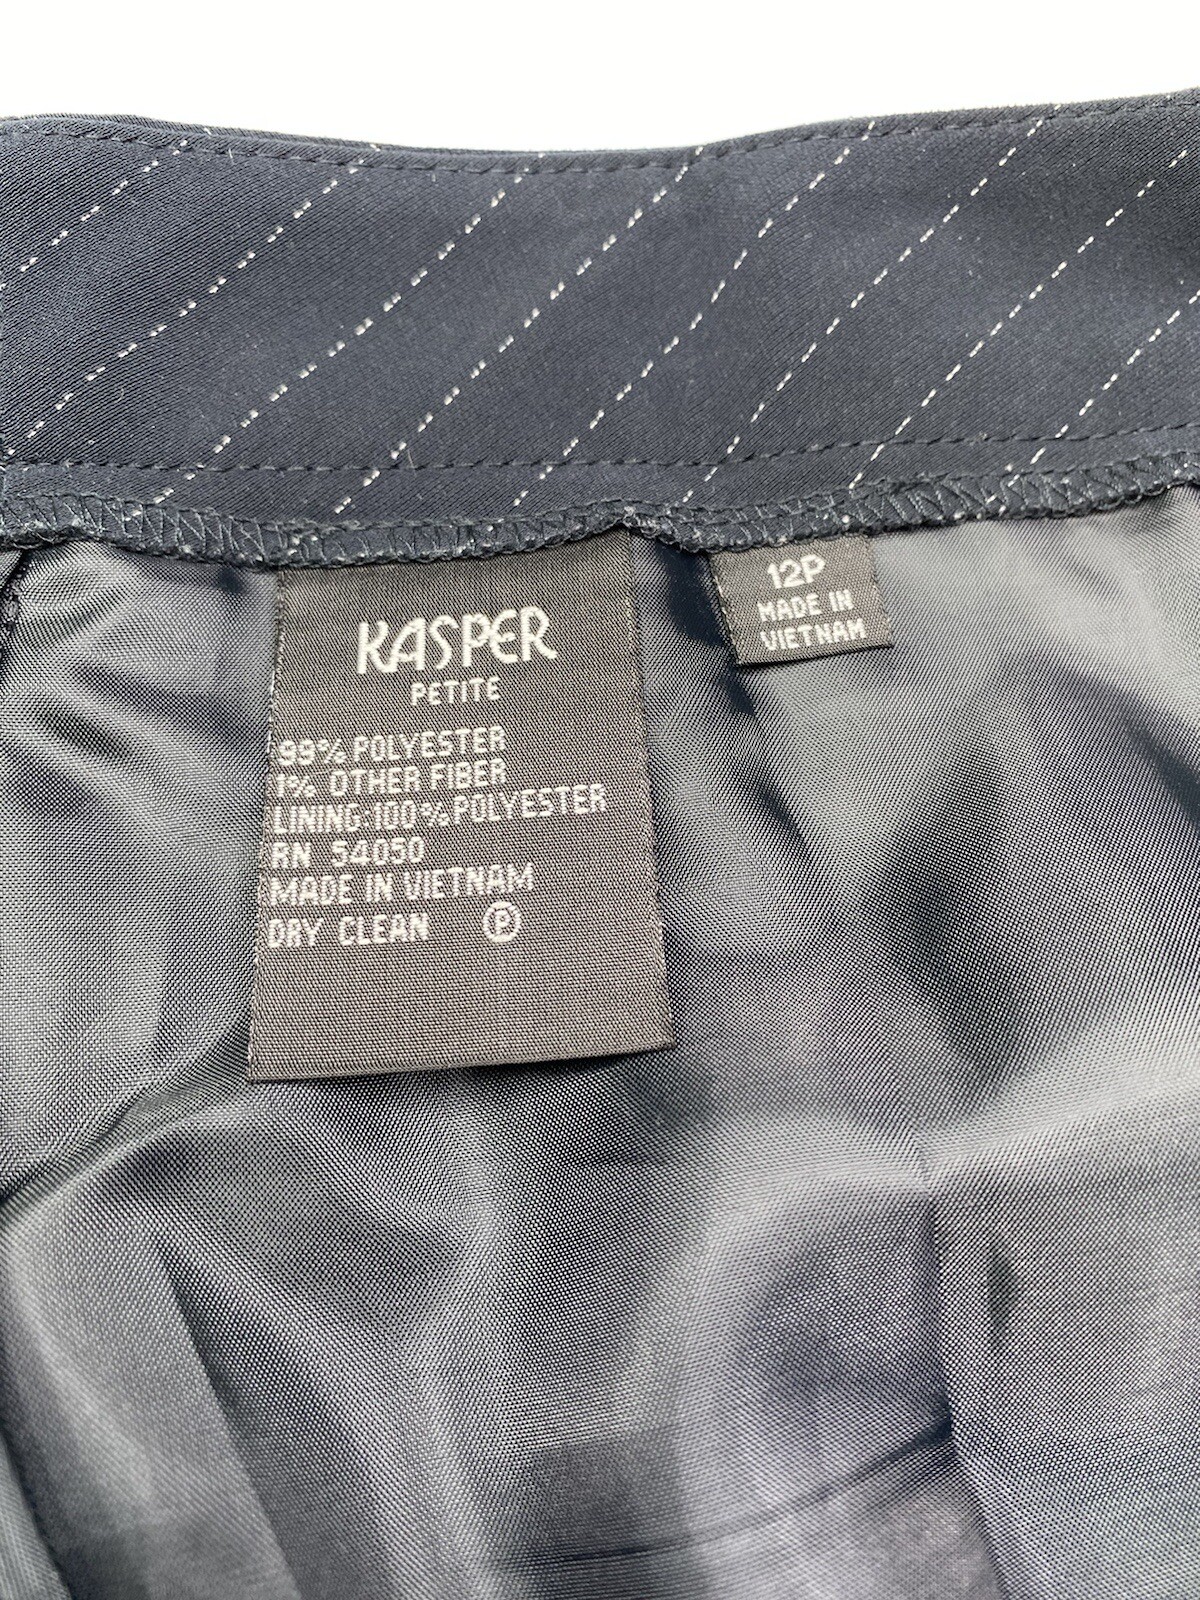 KASPER
PETITE
99% POLYESTER
1% OTHER FIBER
LINING:100% POLYESTER
RN 54050
MADE IN VIETNAM
DRY CLEAN Ⓟ
12P
MADE IN
VIETNAM